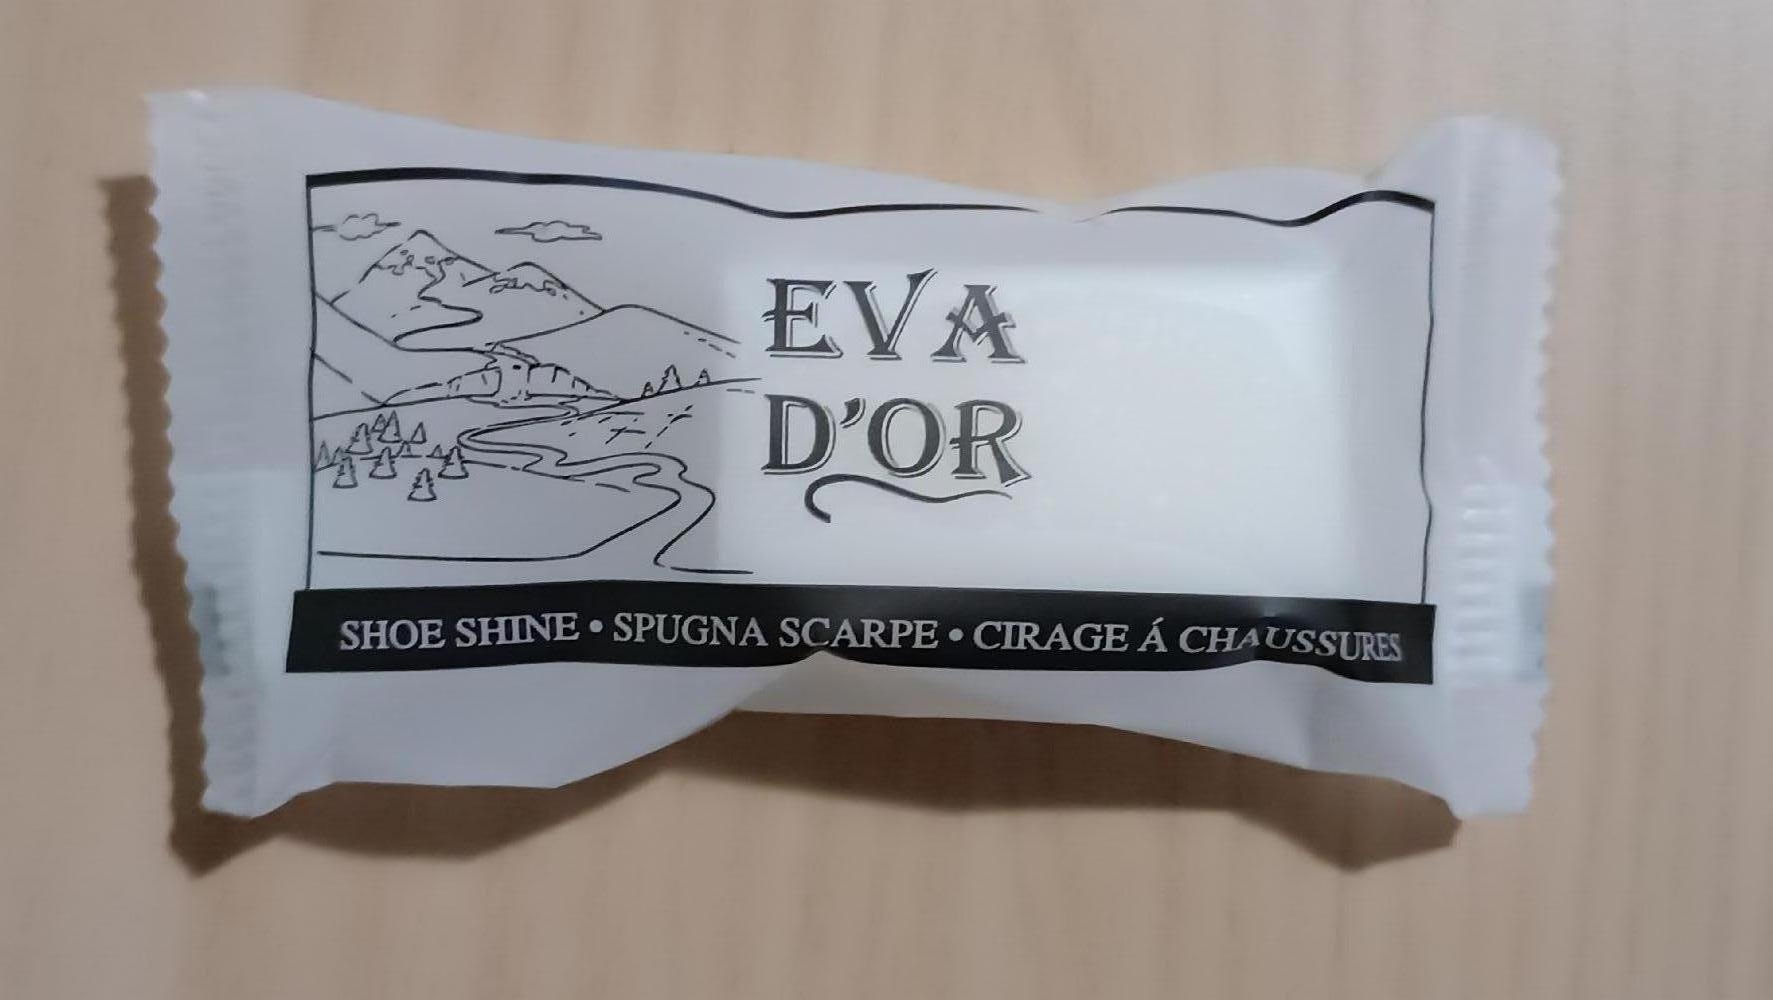 EVA
D'OR
SHOE SHINE • SPUGNA SCARPE • CIRAGE Á CHAUSSURES